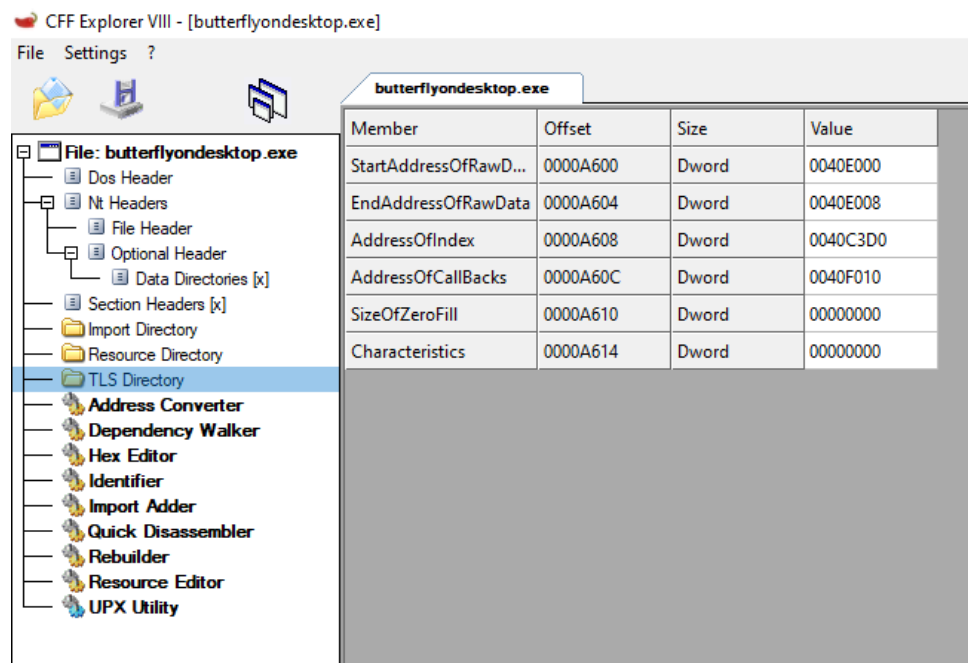 CFF Explorer VIII - [butterflyondesktop.exe]
File Settings ?
butterflyondesktop.exe
File: butterflyondesktop.exe
Dos Header
Nt Headers
File Header
Optional Header
Data Directories [x]
Section Headers [x]
Import Directory
Resource Directory
TLS Directory
Address Converter
Dependency Walker
Hex Editor
Identifier
Import Adder
Quick Disassembler
Rebuilder
Resource Editor
UPX Utility
Member Offset Size Value
StartAddressOfRawD... 0000A600 Dword 0040E000
EndAddressOfRawData 0000A604 Dword 0040E008
AddressOfIndex 0000A608 Dword 0040C3D0
AddressOfCallBacks 0000A60C Dword 0040F010
SizeOfZeroFill 0000A610 Dword 00000000
Characteristics 0000A614 Dword 00000000